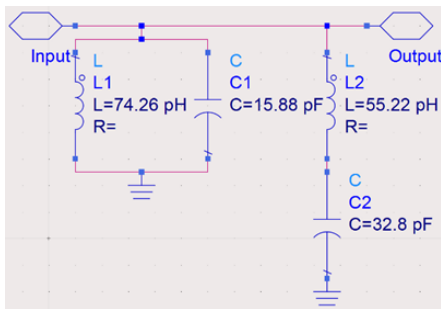 Input
Output
L
L1
L=74.26 pH
R=
C
C1
C=15.88 pF
L
L2
L=55.22 pH
R=
C
C2
C=32.8 pF